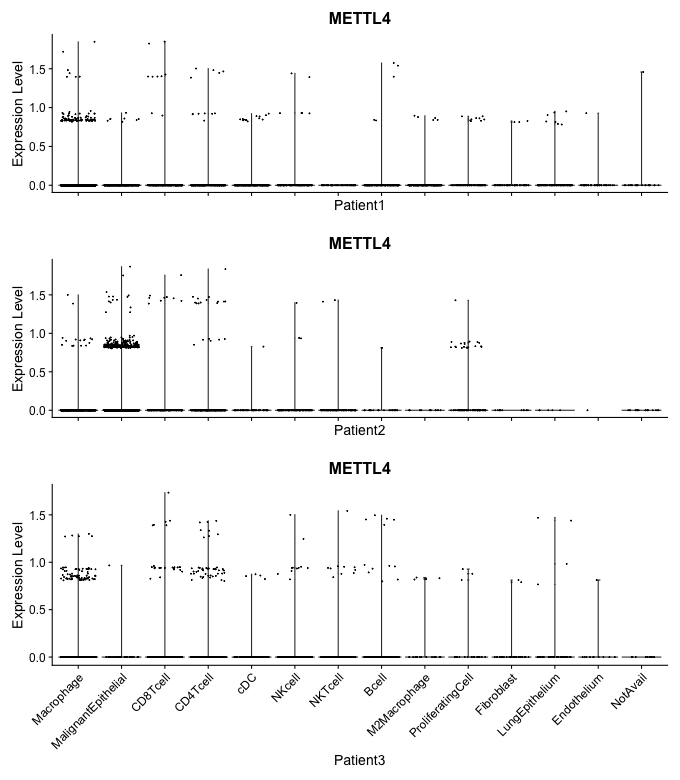 METTL4
Expression Level
1.5
1.0
0.5
0.0
Patient1
METTL4
Expression Level
1.5
1.0
0.5
0.0
Patient2
METTL4
Expression Level
1.5
1.0
0.5
0.0
Macrophage
MalignantEpithelial
CD8Tcell
CD4Tcell
cDC
NKcell
NKTcell
Bcell
M2Macrophage
ProliferatingCell
Fibroblast
LungEpithelium
Endothelium
NotAvail
Patient3